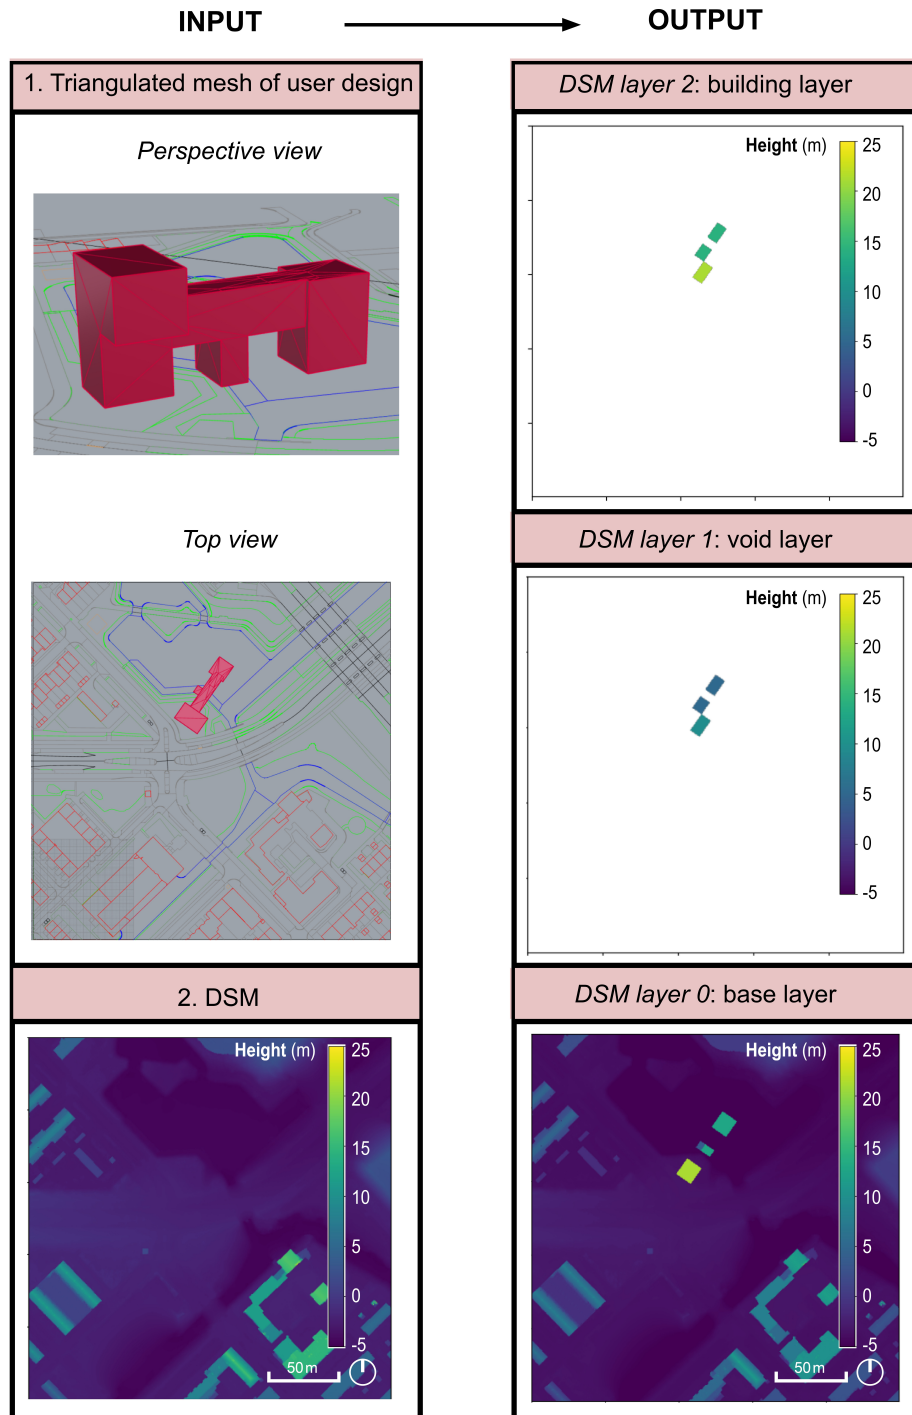 INPUT
OUTPUT
1. Triangulated mesh of user design
Perspective view
Top view
2. DSM
Height (m)
25
20
15
10
5
0
-5
50m
DSM layer 2: building layer
Height (m)
25
20
15
10
5
0
-5
DSM layer 1: void layer
Height (m)
25
20
15
10
5
0
-5
DSM layer 0: base layer
Height (m)
25
20
15
10
5
0
-5
50m